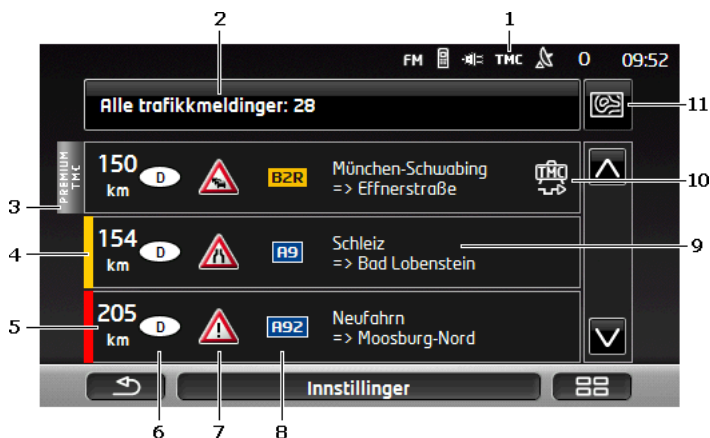 1
2
FM TMC 0 09:52
Alle trafikkmeldinger: 28
11
PREMIUM
TMC
150
km
D
B2R
München-Schwabing
=> Effnerstraße
TMC
10
3
154
km
D
A9
Schleiz
=> Bad Lobenstein
9
4
205
km
D
A92
Neufahrn
=> Moosburg-Nord
5
Innstillinger
6
7
8